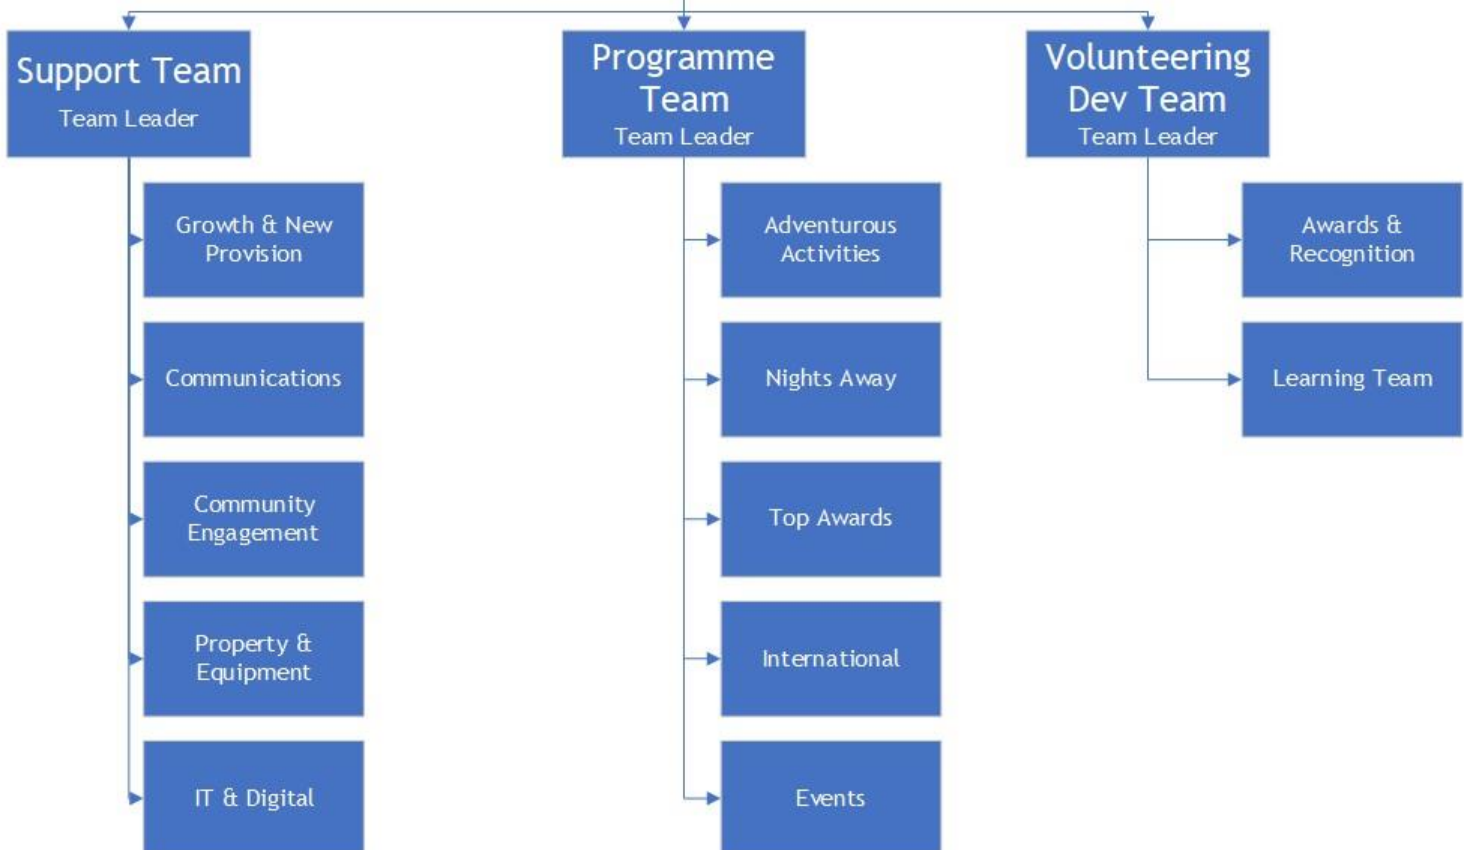 Support Team
Team Leader
Growth & New
Provision
Communications
Community
Engagement
Property &
Equipment
IT & Digital
Programme
Team
Team Leader
Adventurous
Activities
Nights Away
Top Awards
International
Events
Volunteering
Dev Team
Team Leader
Awards &
Recognition
Learning Team